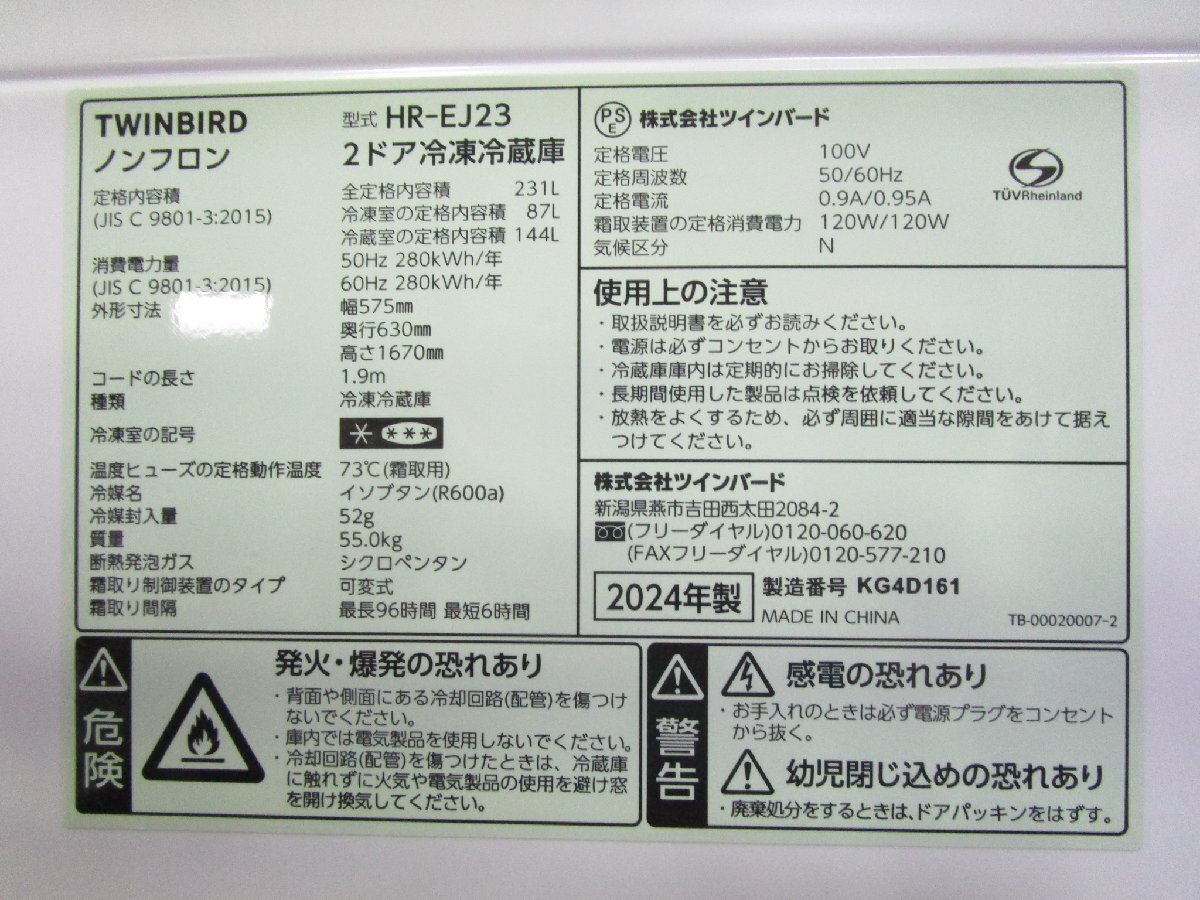 TWINBIRD
ノンフロン
型式 HR-EJ23
2ドア冷凍冷蔵庫
定格内容積
(JIS C 9801-3:2015)
全定格内容積 231L
冷凍室の定格内容積 87L
冷蔵室の定格内容積 144L
消費電力量
(JIS C 9801-3:2015)
50Hz 280kWh/年
60Hz 280kWh/年
外形寸法 幅575mm
奥行630mm
高さ1670mm
コードの長さ 1.9m
種類 冷凍冷蔵庫
冷凍室の記号 * ***
温度ヒューズの定格動作温度 73℃(霜取用)
冷媒名 イソブタン(R600a)
冷媒封入量 52g
質量 55.0kg
断熱発泡ガス シクロペンタン
霜取り制御装置のタイプ 可変式
霜取り間隔 最長96時間 最短6時間
PSE 株式会社ツインバード
定格電圧 100V
定格周波数 50/60Hz
定格電流 0.9A/0.95A
霜取装置の定格消費電力 120W/120W
気候区分 N
TÜVRheinland
使用上の注意
・取扱説明書を必ずお読みください。
・電源は必ずコンセントからお取りください。
・冷蔵庫庫内は定期的にお掃除してください。
・長期間使用した製品は点検を依頼してください。
・放熱をよくするため、必ず周囲に適当な隙間をあけて据え
つけてください。
株式会社ツインバード
新潟県燕市吉田西太田2084-2
(フリーダイヤル)0120-060-620
(FAXフリーダイヤル)0120-577-210
2024年製 製造番号 KG4D161
MADE IN CHINA TB-00020007-2
危険
発火・爆発の恐れあり
・背面や側面にある冷却回路(配管)を傷つけ
ないでください。
・庫内では電気製品を使用しないでください。
・冷却回路(配管)を傷つけたときは、冷蔵庫
に触れずに火気や電気製品の使用を避け窓
を開け換気してください。
警告
感電の恐れあり
・お手入れのときは必ず電源プラグをコンセント
から抜く。
幼児閉じ込めの恐れあり
・廃棄処分をするときは、ドアパッキンをはずす。